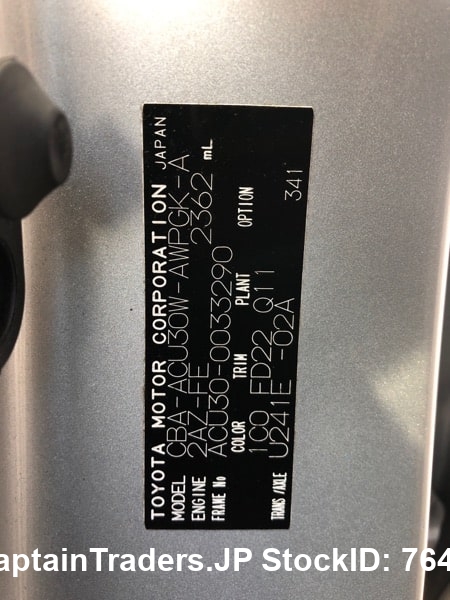 TOYOTA MOTOR CORPORATION JAPAN
MODEL CBA-ACU30W-AWPGK-A
ENGINE 2AZ-FE 2362 mL
FRAME No ACU30-0033290
COLOR TRIM PLANT OPTION
1C0 FD22 Q11 341
TRANS/AXLE U241E -02A
aptainTraders.JP StockID: 764